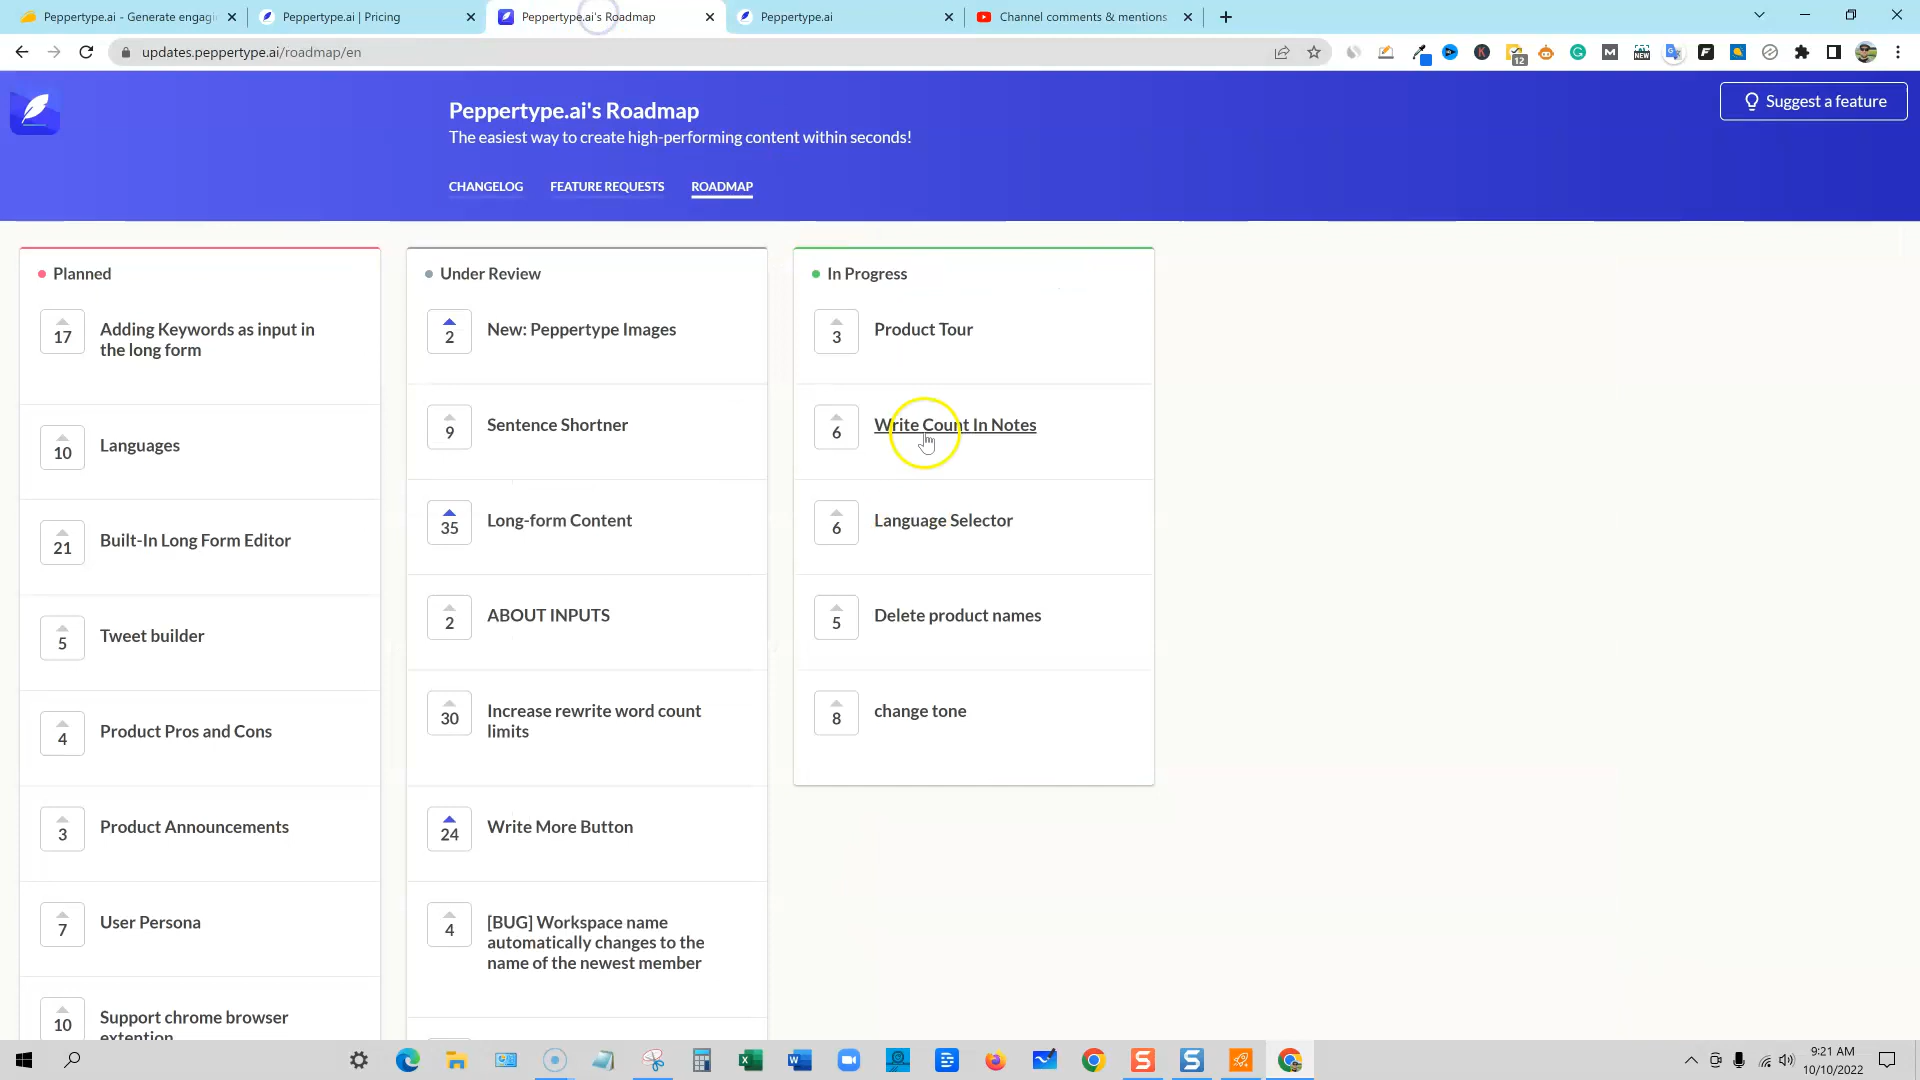 Peppertype.ai - Generate engagi
Peppertype.ai | Pricing
Peppertype.ai's Roadmap
Peppertype.ai
Channel comments & mentions
updates.peppertype.ai/roadmap/en
12
NEW
Peppertype.ai's Roadmap
The easiest way to create high-performing content within seconds!
Suggest a feature
CHANGELOG
FEATURE REQUESTS
ROADMAP
Planned
17
Adding Keywords as input in
the long form
10
Languages
21
Built-In Long Form Editor
5
Tweet builder
4
Product Pros and Cons
3
Product Announcements
7
User Persona
10
Support chrome browser
extention
Under Review
2
New: Peppertype Images
9
Sentence Shortner
35
Long-form Content
2
ABOUT INPUTS
30
Increase rewrite word count
limits
24
Write More Button
4
[BUG] Workspace name
automatically changes to the
name of the newest member
In Progress
3
Product Tour
6
Write Count In Notes
6
Language Selector
5
Delete product names
8
change tone
9:21 AM
10/10/2022